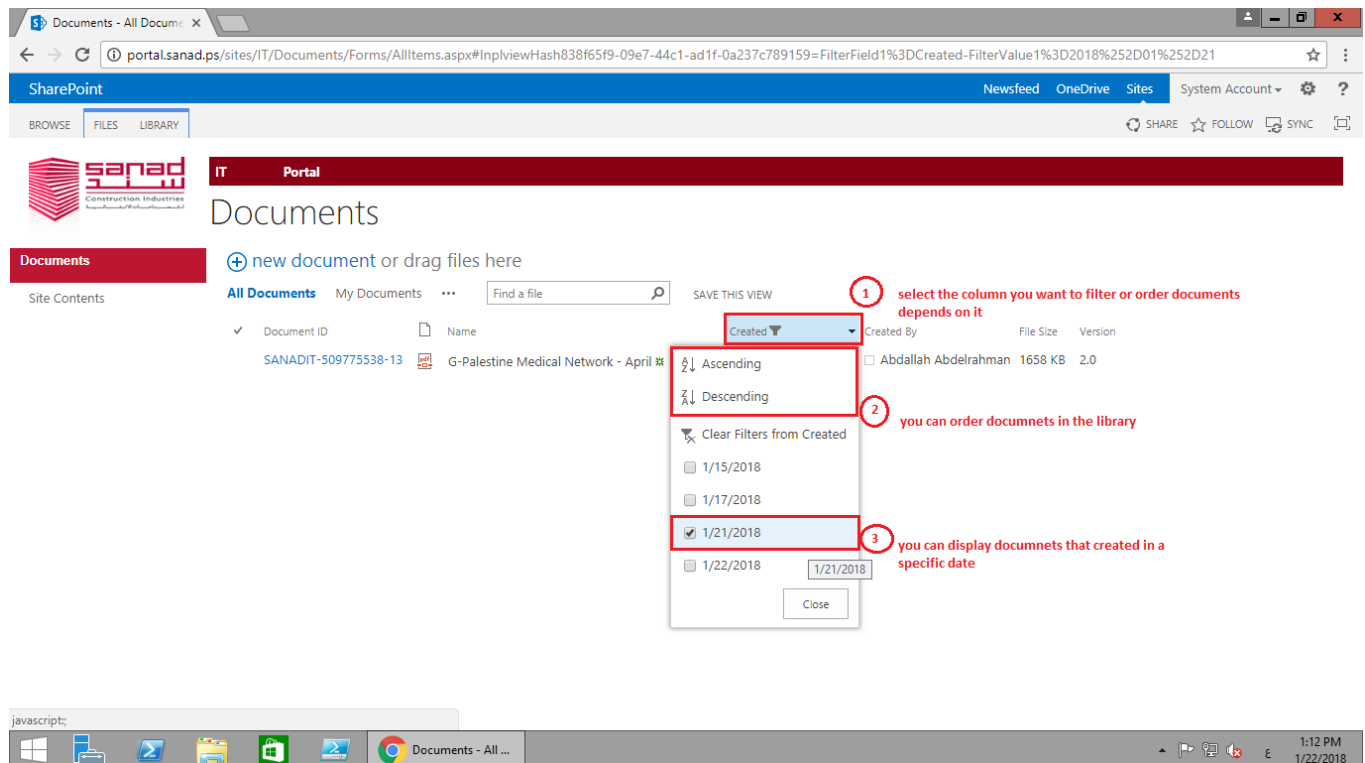 Documents - All Docume
portal.sanad.ps/sites/IT/Documents/Forms/AllItems.aspx#InplviewHash838f65f9-09e7-44c1-ad1f-0a237c789159=FilterField1%3DCreated-FilterValue1%3D2018%252D01%252D21
SharePoint Newsfeed OneDrive Sites System Account ?
BROWSE FILES LIBRARY SHARE FOLLOW SYNC
sanad
سند
Construction Industries
IT Portal
Documents
Documents
Site Contents
new document or drag files here
All Documents My Documents ... Find a file SAVE THIS VIEW
1 select the column you want to filter or order documents
depends on it
Document ID Name Created Created By File Size Version
SANADIT-509775538-13 G-Palestine Medical Network - April Abdallah Abdelrahman 1658 KB 2.0
Ascending
Descending
2 you can order documnets in the library
Clear Filters from Created
1/15/2018
1/17/2018
1/21/2018
3 you can display documnets that created in a
specific date
1/22/2018
1/21/2018
Close
javascript:;
Documents - All ...
ع
1:12 PM
1/22/2018